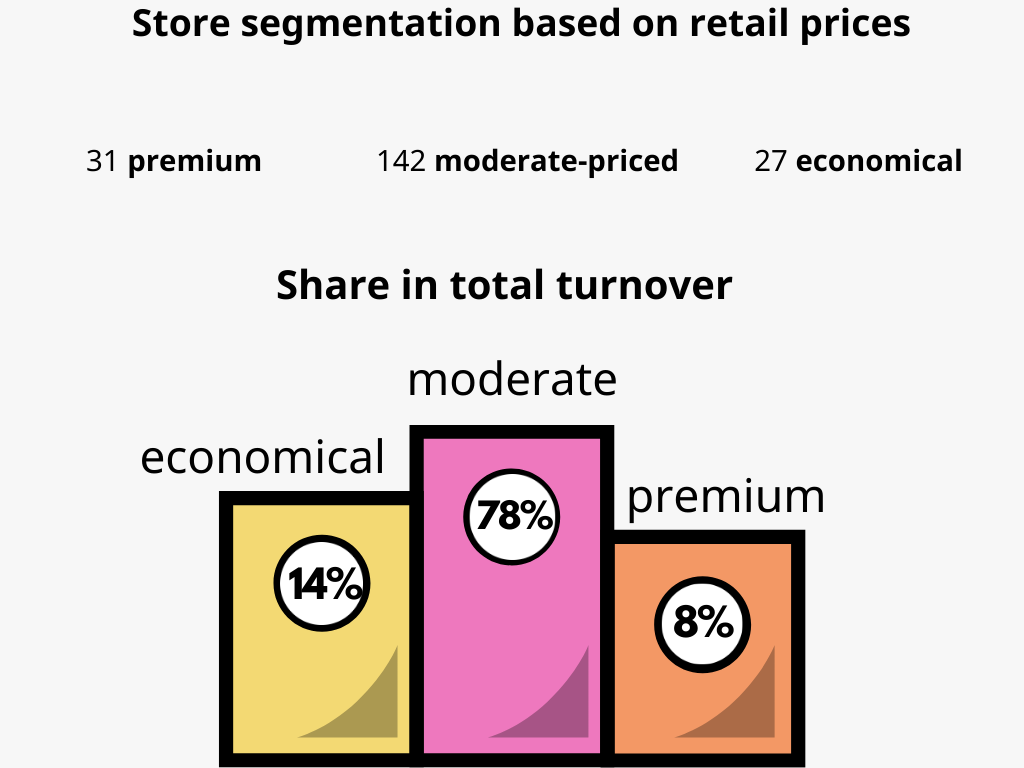 Store segmentation based on retail prices
31 premium 142 moderate-priced 27 economical
Share in total turnover
moderate
economical
premium
78%
14%
8%